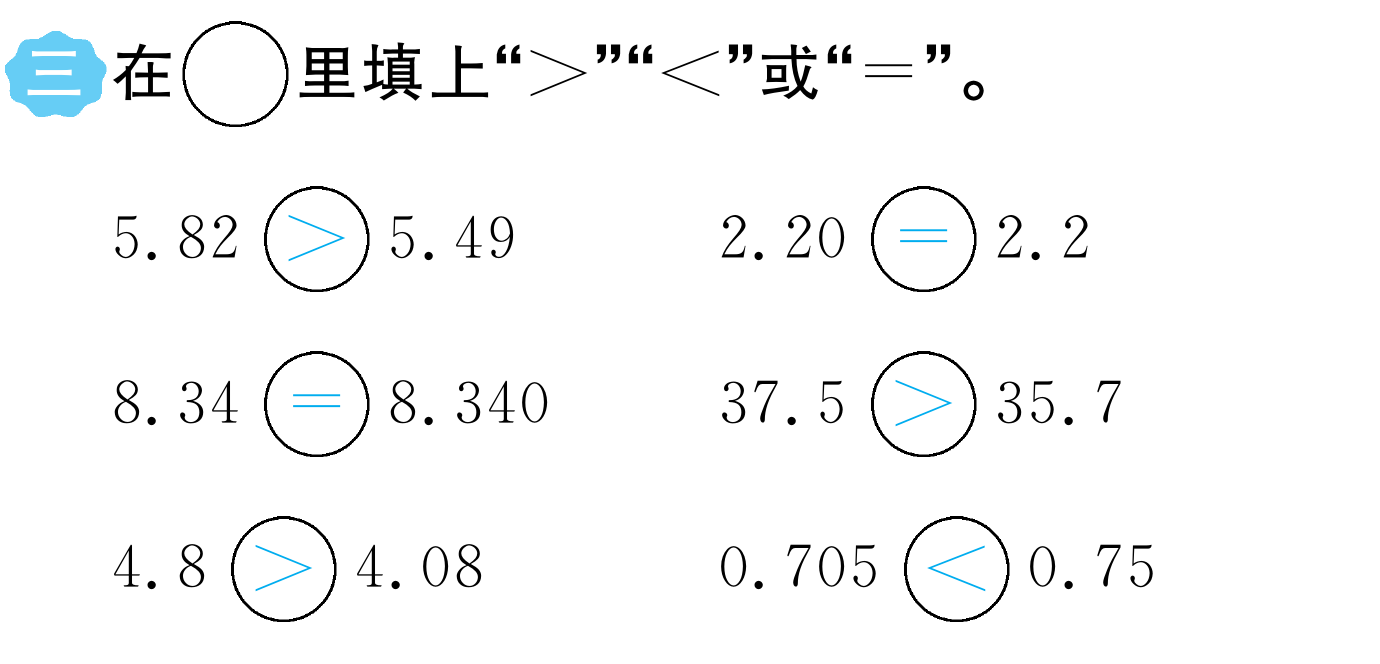 三 在○里填上“>”“<”或“=”。
5.82 > 5.49 2.20 = 2.2
8.34 = 8.340 37.5 > 35.7
4.8 > 4.08 0.705 < 0.75